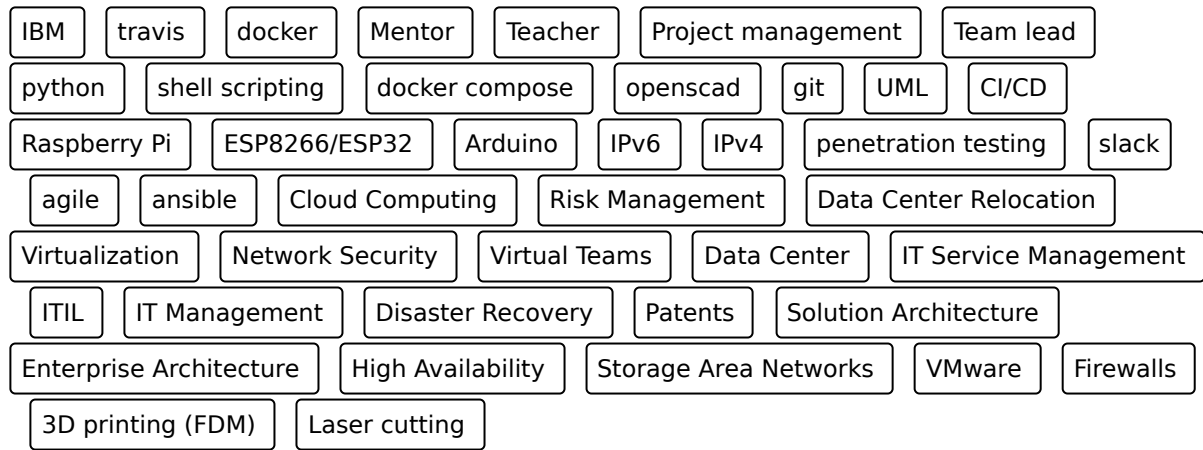 IBM travis docker Mentor Teacher Project management Team lead
python shell scripting docker compose openscad git UML CI/CD
Raspberry Pi ESP8266/ESP32 Arduino IPv6 IPv4 penetration testing slack
agile ansible Cloud Computing Risk Management Data Center Relocation
Virtualization Network Security Virtual Teams Data Center IT Service Management
ITIL IT Management Disaster Recovery Patents Solution Architecture
Enterprise Architecture High Availability Storage Area Networks VMware Firewalls
3D printing (FDM) Laser cutting